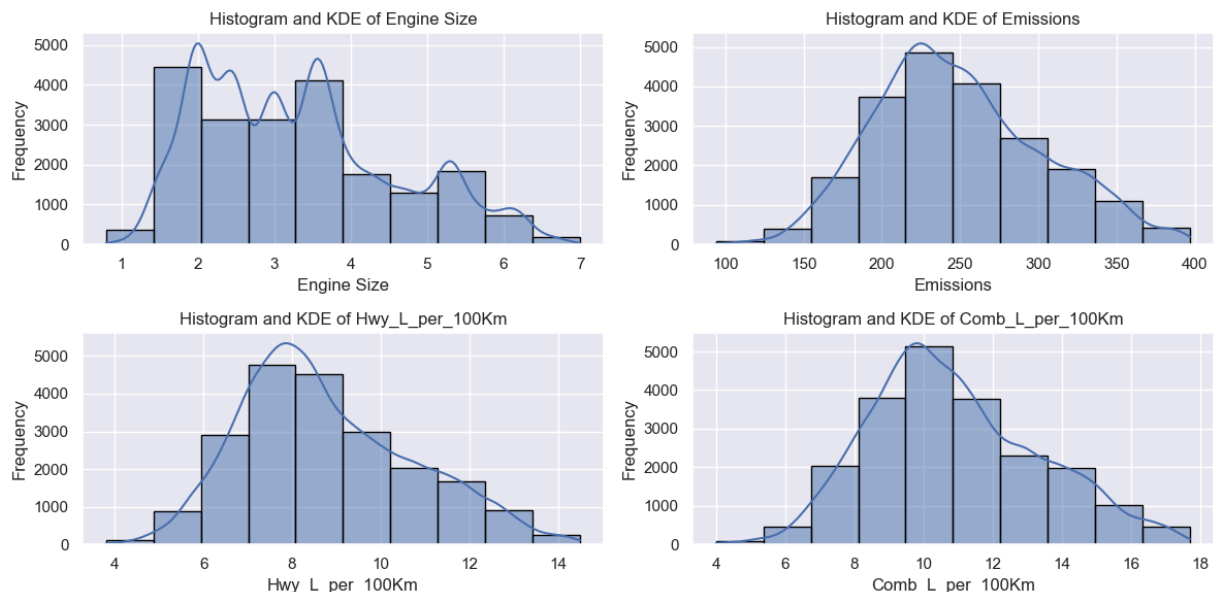 Histogram and KDE of Engine Size
Frequency
5000
4000
3000
2000
1000
0
1 2 3 4 5 6 7
Engine Size
Histogram and KDE of Emissions
Frequency
5000
4000
3000
2000
1000
0
100 150 200 250 300 350 400
Emissions
Histogram and KDE of Hwy_L_per_100Km
Frequency
5000
4000
3000
2000
1000
0
4 6 8 10 12 14
Hwy_L_per_100Km
Histogram and KDE of Comb_L_per_100Km
Frequency
5000
4000
3000
2000
1000
0
4 6 8 10 12 14 16 18
Comb_L_per_100Km